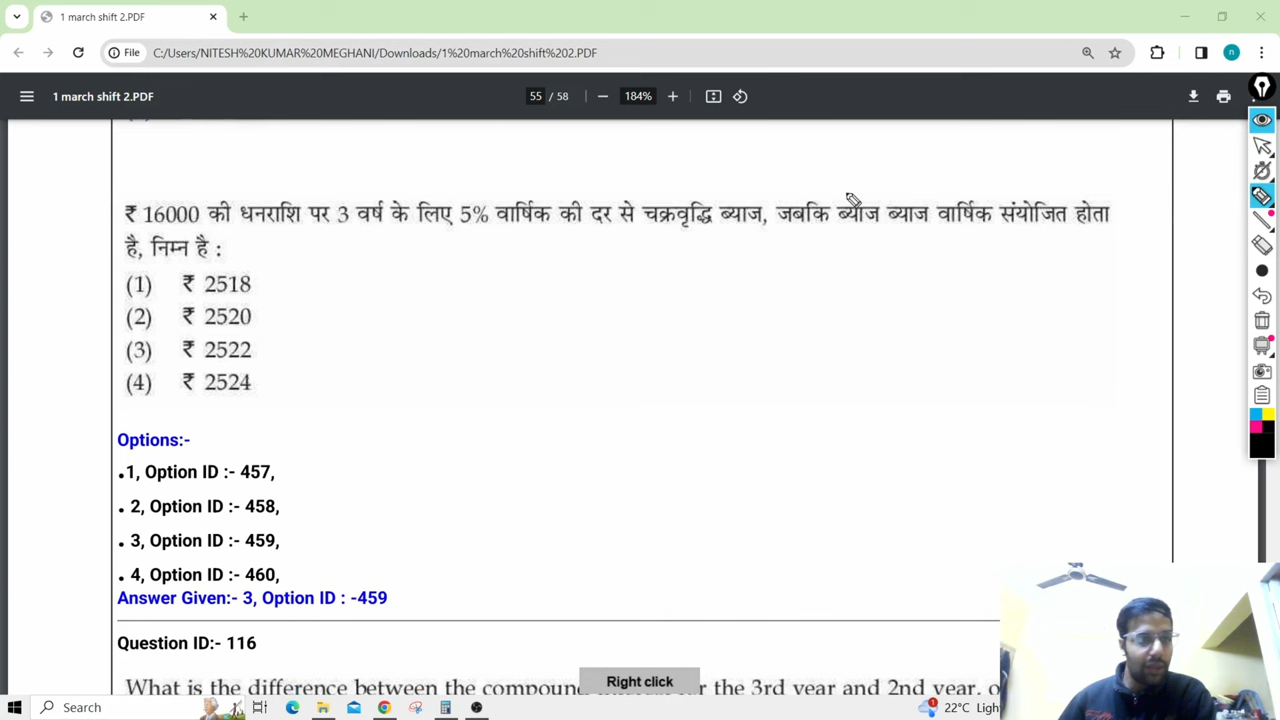 1 march shift 2.PDF
File
C:/Users/NITESH%20KUMAR%20MEGHANI/Downloads/1%20march%20shift%202.PDF
n
1 march shift 2.PDF
55 / 58
184%
₹ 16000 की धनराशि पर 3 वर्ष के लिए 5% वार्षिक की दर से चक्रवृद्धि ब्याज, जबकि ब्याज ब्याज वार्षिक संयोजित होता
है, निम्न है :
(1) ₹ 2518
(2) ₹ 2520
(3) ₹ 2522
(4) ₹ 2524
Options:-
.1, Option ID :- 457,
. 2, Option ID :- 458,
. 3, Option ID :- 459,
. 4, Option ID :- 460,
Answer Given:- 3, Option ID : -459
Question ID:- 116
What is the difference between the compound the 3rd year and 2nd year,
Right click
Search
22°C